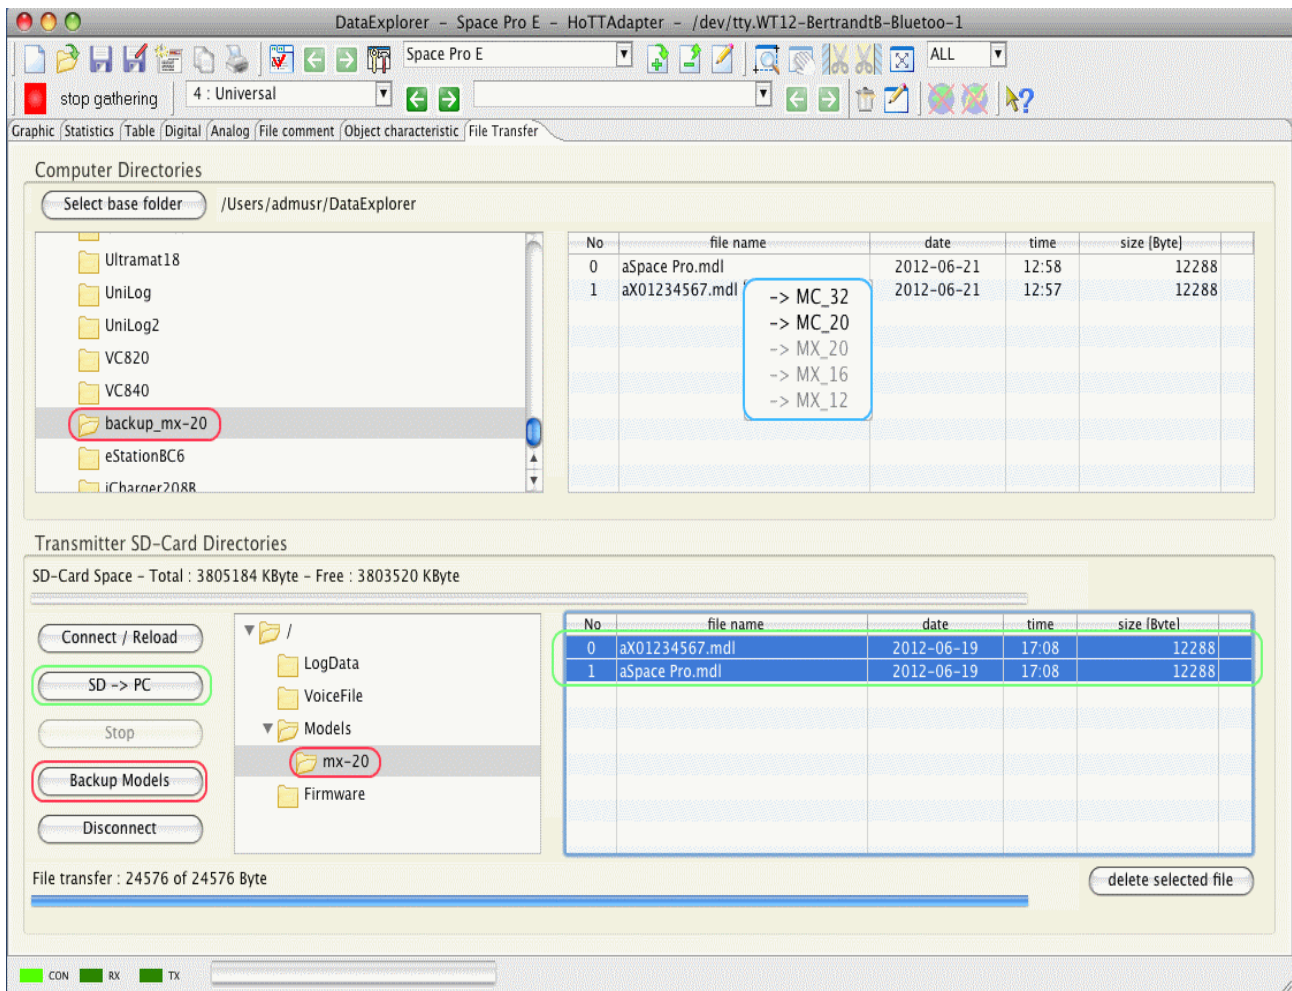 DataExplorer – Space Pro E – HoTTAdapter – /dev/tty.WT12-BertrandtB-Bluetoo-1
Space Pro E
ALL
stop gathering
4 : Universal
Graphic Statistics Table Digital Analog File comment Object characteristic File Transfer
Computer Directories
Select base folder /Users/admusr/DataExplorer
Ultramat18
UniLog
UniLog2
VC820
VC840
backup_mx-20
eStationBC6
iCharger208B
No file name date time size [Byte]
0 aSpace Pro.mdl 2012-06-21 12:58 12288
1 aX01234567.mdl 2012-06-21 12:57 12288
-> MC_32
-> MC_20
-> MX_20
-> MX_16
-> MX_12
Transmitter SD-Card Directories
SD-Card Space – Total : 3805184 KByte – Free : 3803520 KByte
Connect / Reload
SD -> PC
Stop
Backup Models
Disconnect
/
LogData
VoiceFile
Models
mx-20
Firmware
No file name date time size [Byte]
0 aX01234567.mdl 2012-06-19 17:08 12288
1 aSpace Pro.mdl 2012-06-19 17:08 12288
File transfer : 24576 of 24576 Byte
delete selected file
CON RX TX